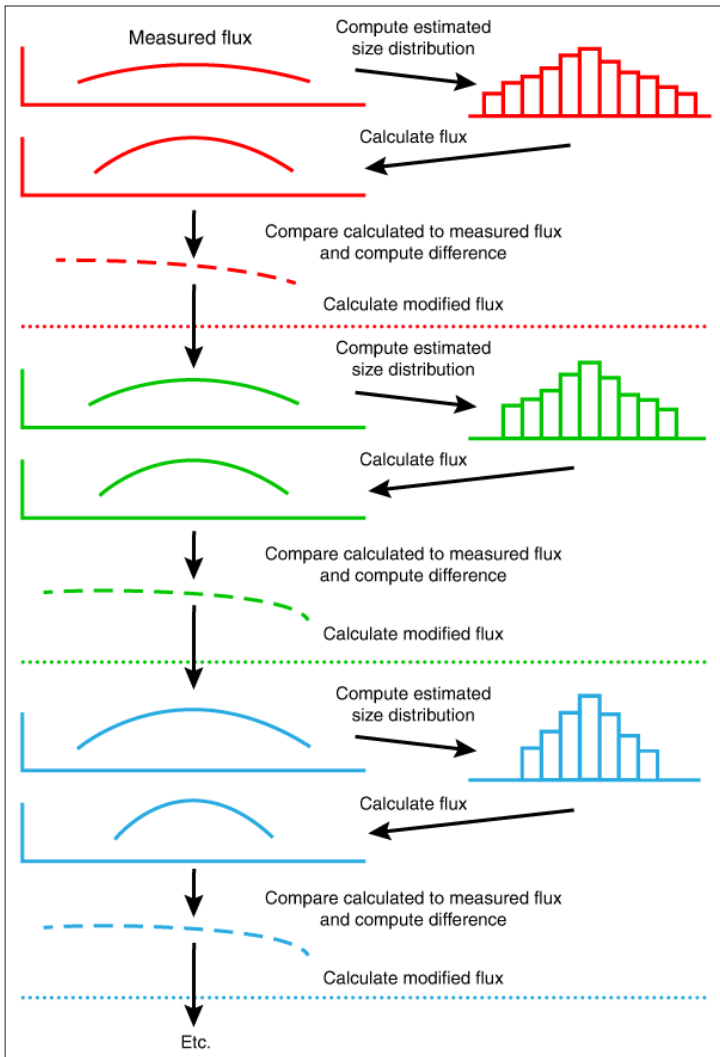 Measured flux
Compute estimated
size distribution
Calculate flux
Compare calculated to measured flux
and compute difference
Calculate modified flux
Compute estimated
size distribution
Calculate flux
Compare calculated to measured flux
and compute difference
Calculate modified flux
Compute estimated
size distribution
Calculate flux
Compare calculated to measured flux
and compute difference
Calculate modified flux
Etc.